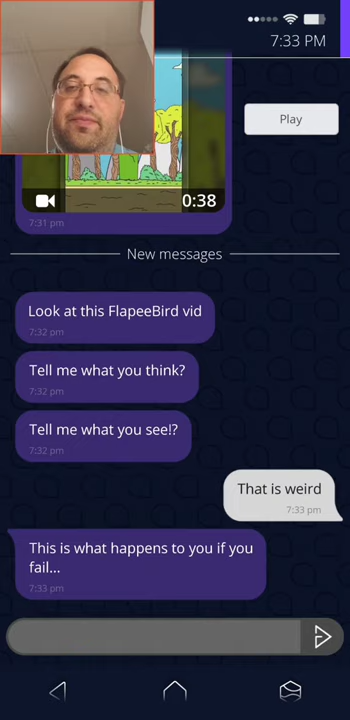 7:33 PM
Play
0:38
7:31 pm
New messages
Look at this FlapeeBird vid
7:32 pm
Tell me what you think?
7:32 pm
Tell me what you see!?
7:32 pm
That is weird
7:33 pm
This is what happens to you if you
fail...
7:33 pm